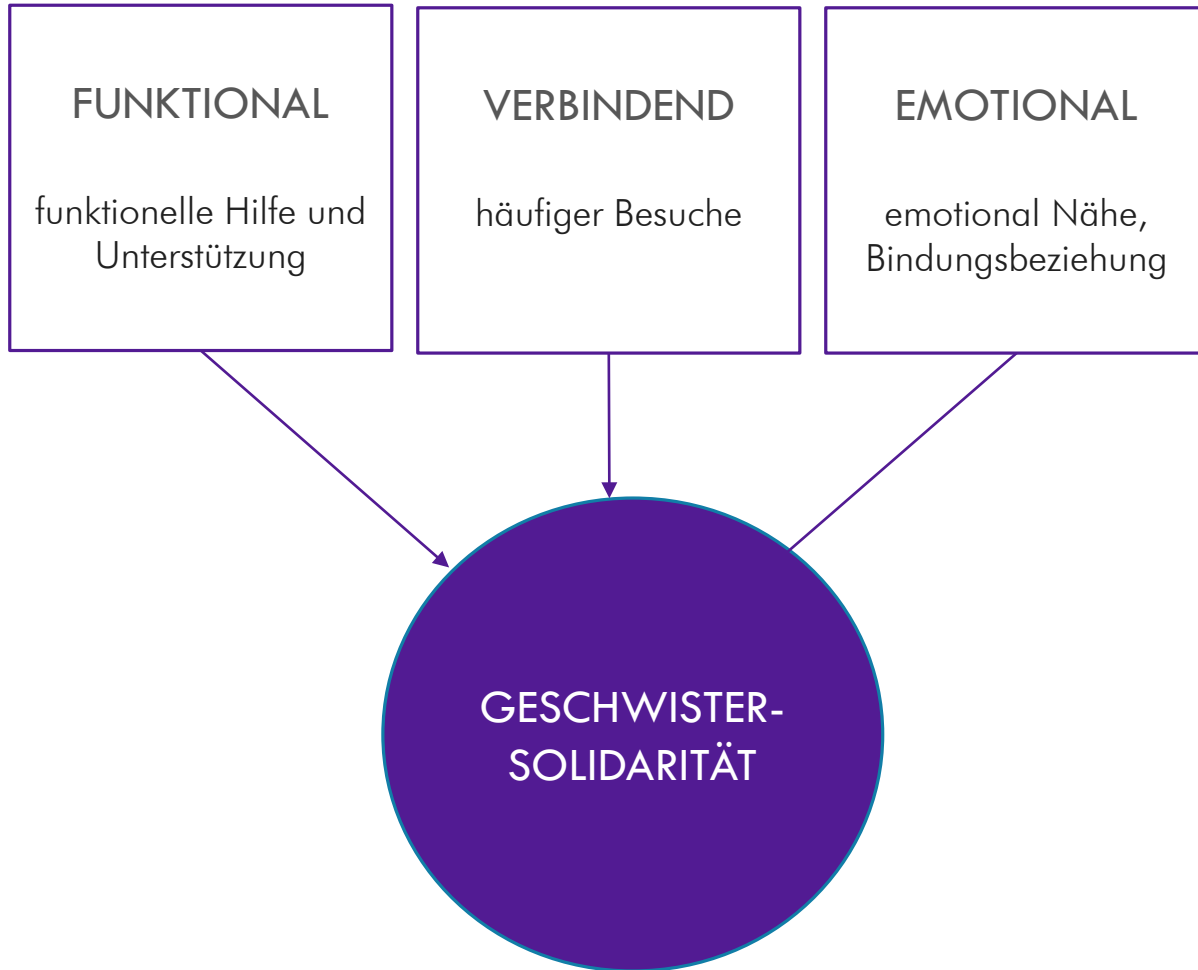 FUNKTIONAL
funktionelle Hilfe und
Unterstützung
VERBINDEND
häufiger Besuche
EMOTIONAL
emotional Nähe,
Bindungsbeziehung
GESCHWISTER-
SOLIDARITÄT